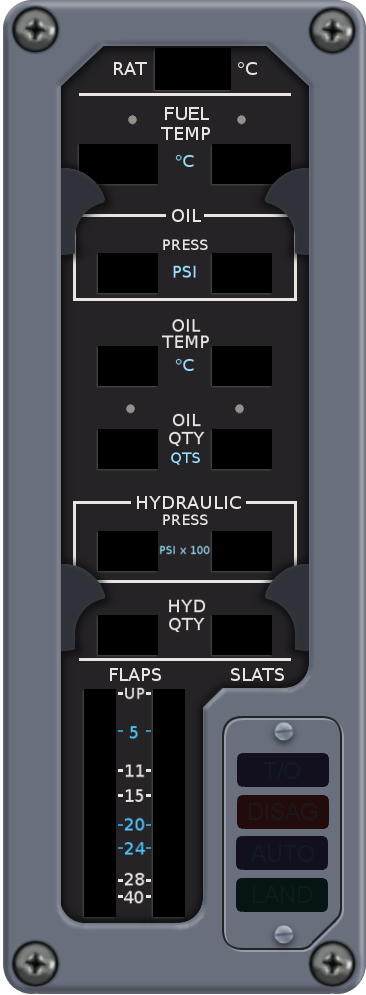 RAT °C
FUEL
TEMP
°C
OIL
PRESS
PSI
OIL
TEMP
°C
OIL
QTY
QTS
HYDRAULIC
PRESS
PSI x 100
HYD
QTY
FLAPS SLATS
-UP-
-5-
-11-
-15-
-20-
-24-
-28-
-40-
T/O
DISAG
AUTO
LAND